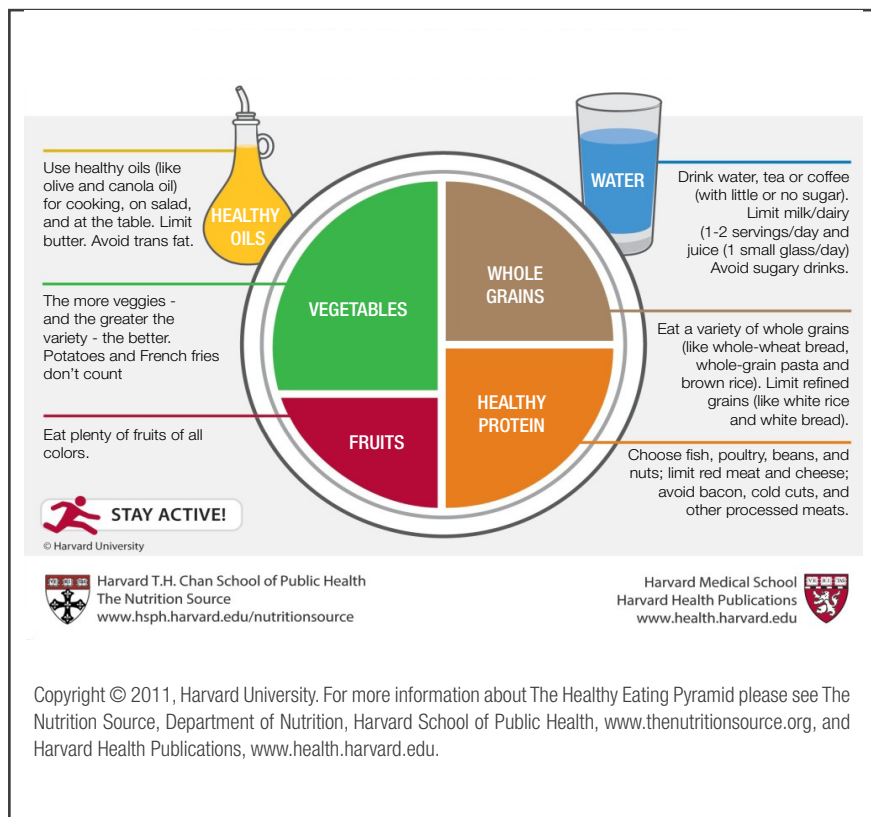 Use healthy oils (like
olive and canola oil)
for cooking, on salad,
and at the table. Limit
butter. Avoid trans fat.
HEALTHY
OILS
WATER
Drink water, tea or coffee
(with little or no sugar).
Limit milk/dairy
(1-2 servings/day and
juice (1 small glass/day)
Avoid sugary drinks.
The more veggies -
and the greater the
variety - the better.
Potatoes and French fries
don't count
VEGETABLES
WHOLE
GRAINS
Eat a variety of whole grains
(like whole-wheat bread,
whole-grain pasta and
brown rice). Limit refined
grains (like white rice
and white bread).
Eat plenty of fruits of all
colors.
FRUITS
HEALTHY
PROTEIN
Choose fish, poultry, beans, and
nuts; limit red meat and cheese;
avoid bacon, cold cuts, and
other processed meats.
STAY ACTIVE!
© Harvard University
Harvard T.H. Chan School of Public Health
The Nutrition Source
www.hsph.harvard.edu/nutritionsource
Harvard Medical School
Harvard Health Publications
www.health.harvard.edu
Copyright © 2011, Harvard University. For more information about The Healthy Eating Pyramid please see The
Nutrition Source, Department of Nutrition, Harvard School of Public Health, www.thenutritionsource.org, and
Harvard Health Publications, www.health.harvard.edu.